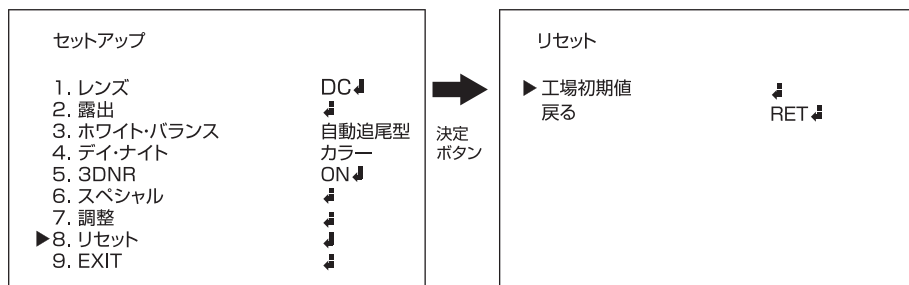 セットアップ
1. レンズ DC↲
2. 露出 ↲
3. ホワイト・バランス 自動追尾型
4. デイ・ナイト カラー
5. 3DNR ON↲
6. スペシャル ↲
7. 調整 ↲
▶8. リセット ↲
9. EXIT ↲
決定
ボタン
リセット
▶工場初期値 ↲
戻る RET↲